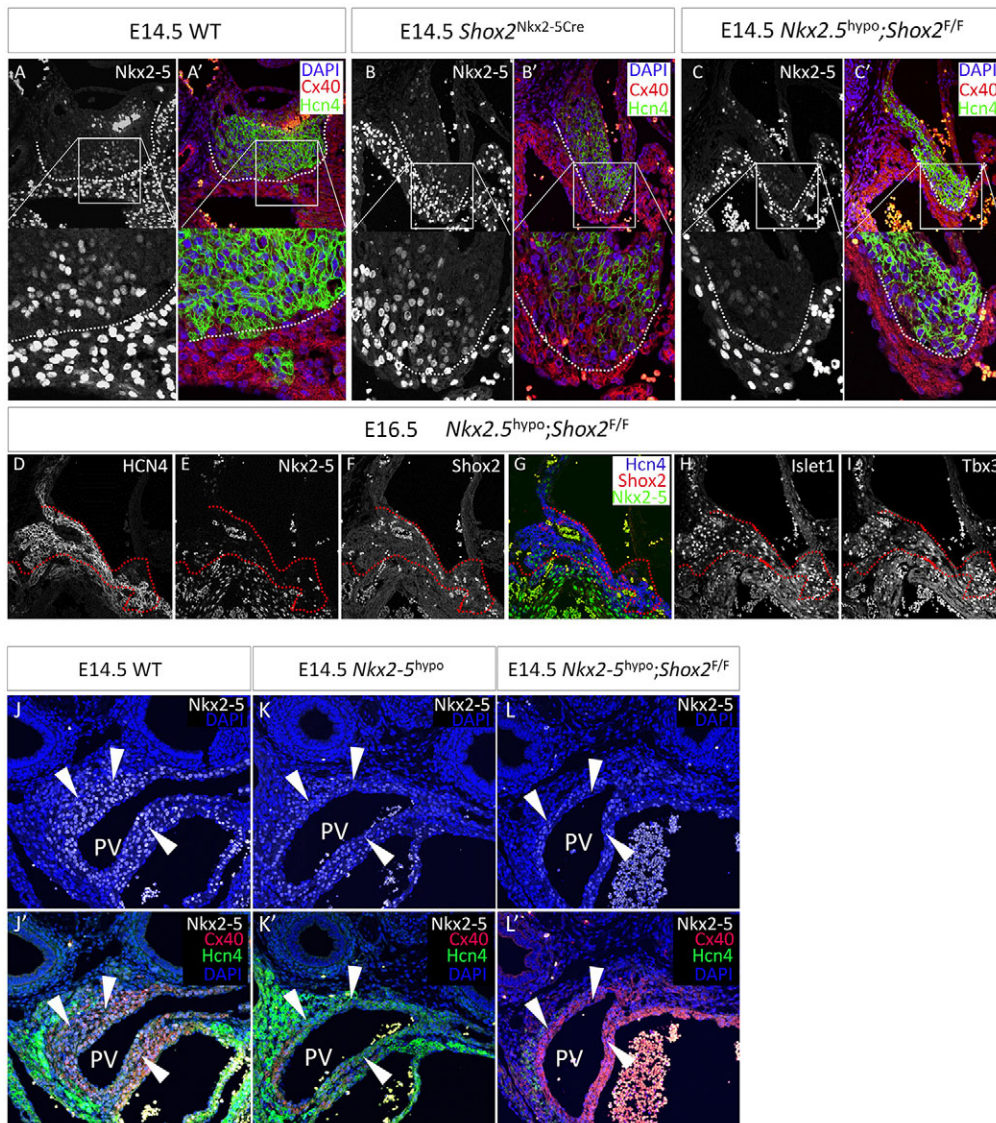 E14.5 WT
E14.5 Shox2Nkx2-5Cre
E14.5 Nkx2.5hypo;Shox2F/F
A Nkx2-5
A' DAPI
Cx40
Hcn4
B Nkx2-5
B' DAPI
Cx40
Hcn4
C Nkx2-5
C' DAPI
Cx40
Hcn4
E16.5 Nkx2.5hypo;Shox2F/F
D HCN4
E Nkx2-5
F Shox2
G Hcn4
Shox2
Nkx2-5
H Islet1
I Tbx3
E14.5 WT
E14.5 Nkx2-5hypo
E14.5 Nkx2-5hypo;Shox2F/F
J Nkx2-5
DAPI
PV
K Nkx2-5
DAPI
PV
L Nkx2-5
DAPI
PV
J' Nkx2-5
Cx40
Hcn4
DAPI
PV
K' Nkx2-5
Cx40
Hcn4
DAPI
PV
L' Nkx2-5
Cx40
Hcn4
DAPI
PV